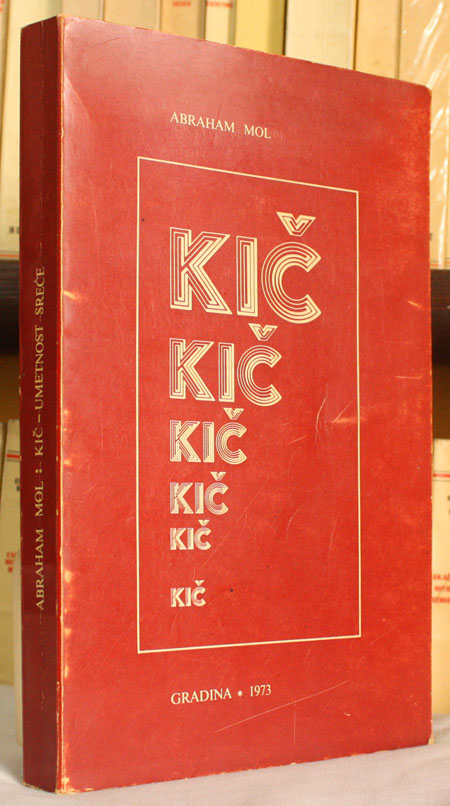 ABRAHAM MOL
KIČ
KIČ
KIČ
KIČ
KIČ
KIČ
GRADINA * 1973
ABRAHAM MOL : KIČ – UMETNOST SREĆE